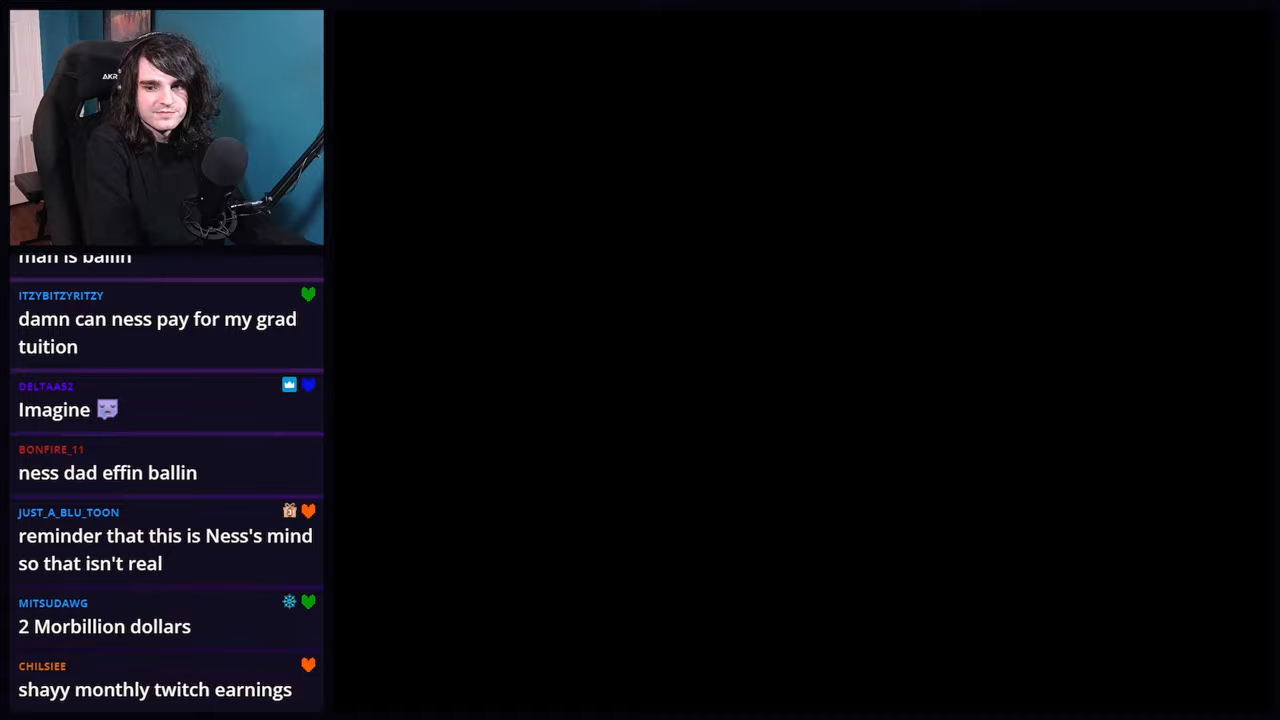 AKR
man is ballin
ITZYBITZYRITZY
damn can ness pay for my grad
tuition
DELTAA52
Imagine
BONFIRE_11
ness dad effin ballin
JUST_A_BLU_TOON
reminder that this is Ness's mind
so that isn't real
MITSUDAWG
2 Morbillion dollars
CHILSIEE
shayy monthly twitch earnings